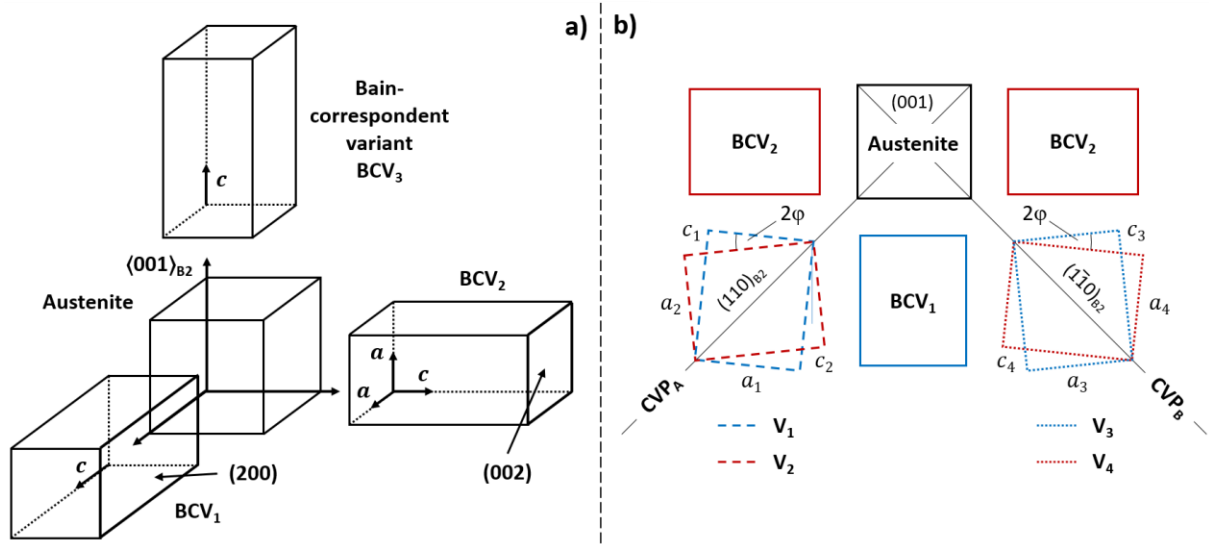 a)
Bain-
correspondent
variant
BCV₃
c
⟨001⟩B2
Austenite
BCV₂
a
a
c
c
(200)
(002)
BCV₁
b)
BCV₂
(001)
Austenite
BCV₂
2φ
2φ
c₁
c₃
(110)B2
BCV₁
(11̄0)B2
a₂
a₄
c₂
c₄
a₁
a₃
CVPA
CVPB
V₁
V₃
V₂
V₄